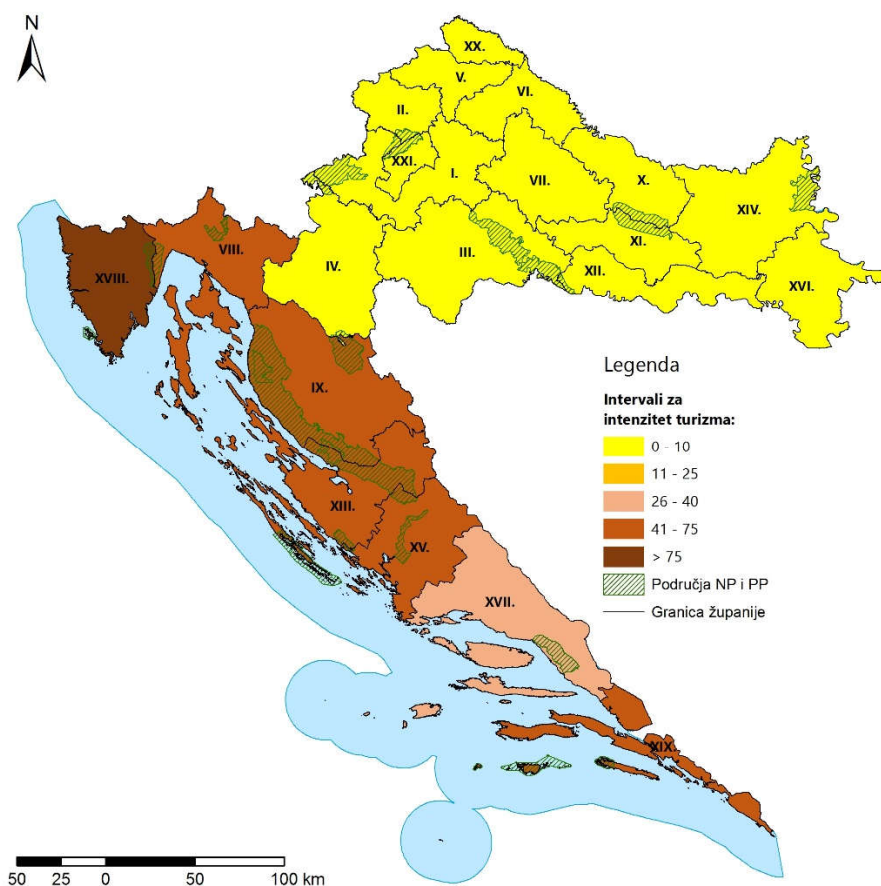 N
XX.
V.
VI.
II.
XXI.
I.
VII.
X.
XIV.
XVIII.
VIII.
IV.
III.
XI.
XII.
XVI.
IX.
XIII.
XV.
XVII.
XIX.
Legenda
Intervali za
intenzitet turizma:
0 - 10
11 - 25
26 - 40
41 - 75
> 75
Područja NP i PP
Granica županije
50 25 0 50 100 km